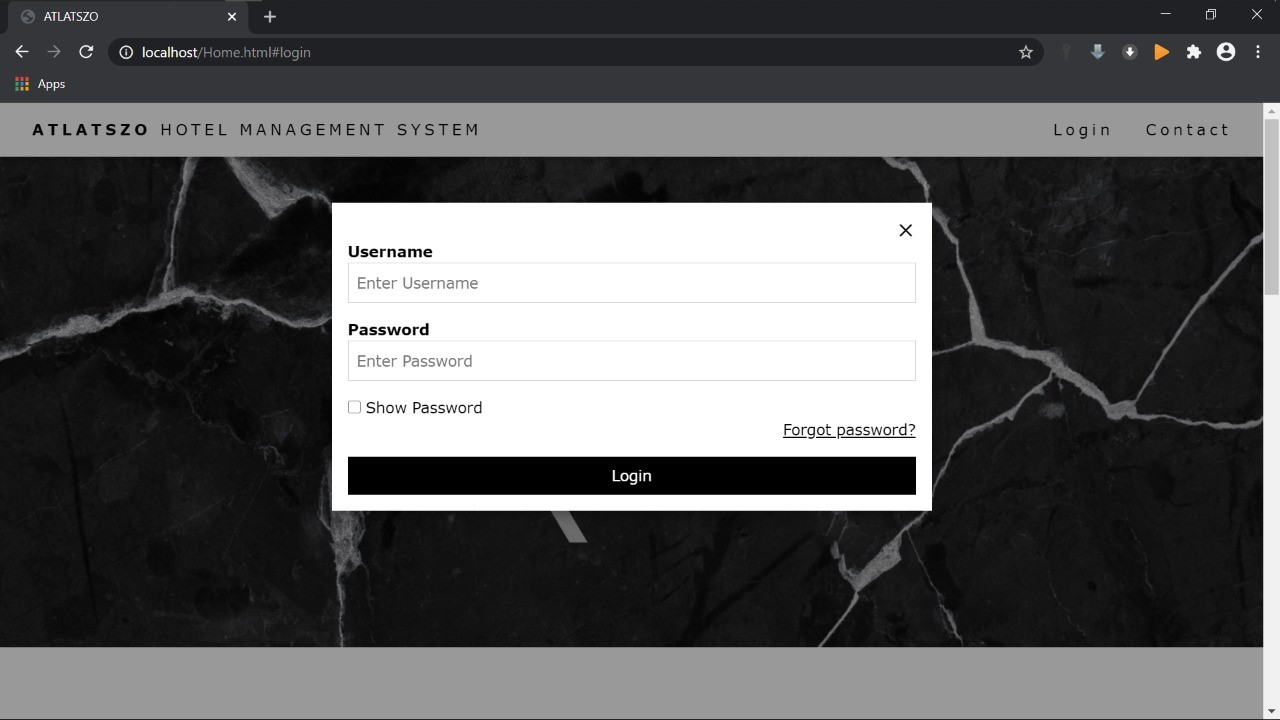 ATLATSZO
localhost/Home.html#login
Apps
ATLATSZO HOTEL MANAGEMENT SYSTEM
Login
Contact
Username
Enter Username
Password
Enter Password
Show Password
Forgot password?
Login